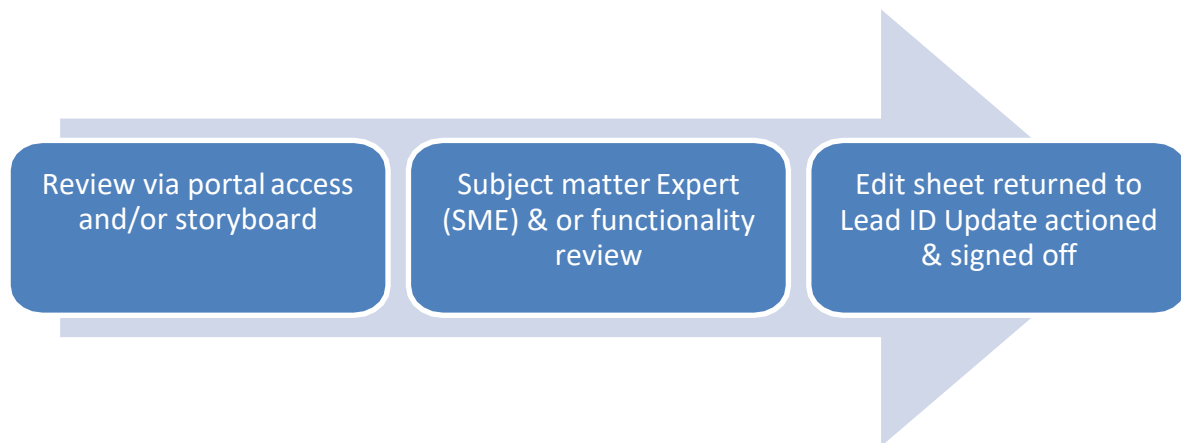 Review via portal access
and/or storyboard
Subject matter Expert
(SME) & or functionality
review
Edit sheet returned to
Lead ID Update actioned
& signed off